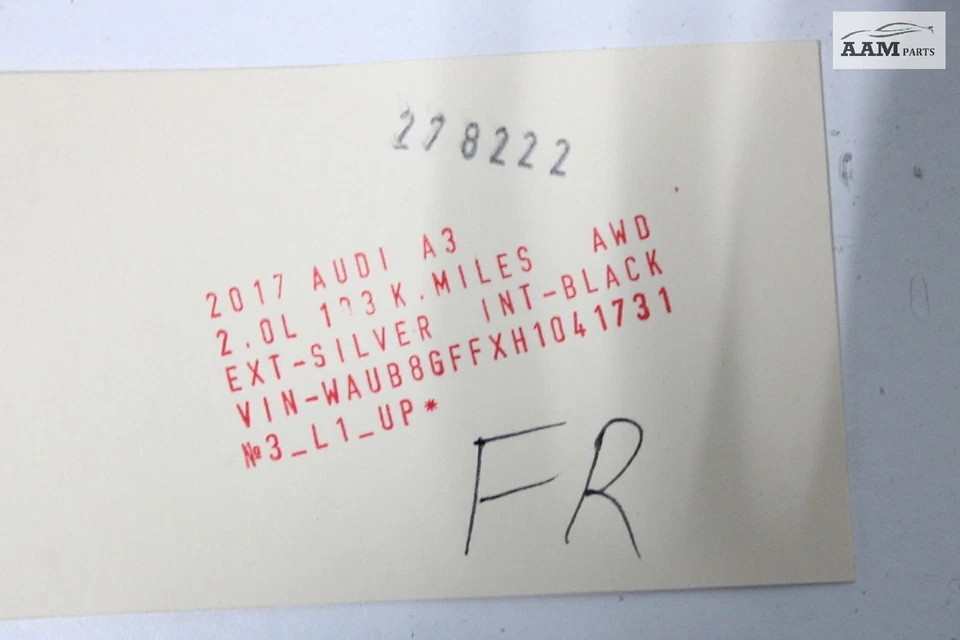 AAM PARTS
278222
2017 AUDI A3
2.0L K.MILES AWD
EXT-SILVER INT-BLACK
VIN-WAUB8GFFXH1041731
№3_L1_UP*
FR